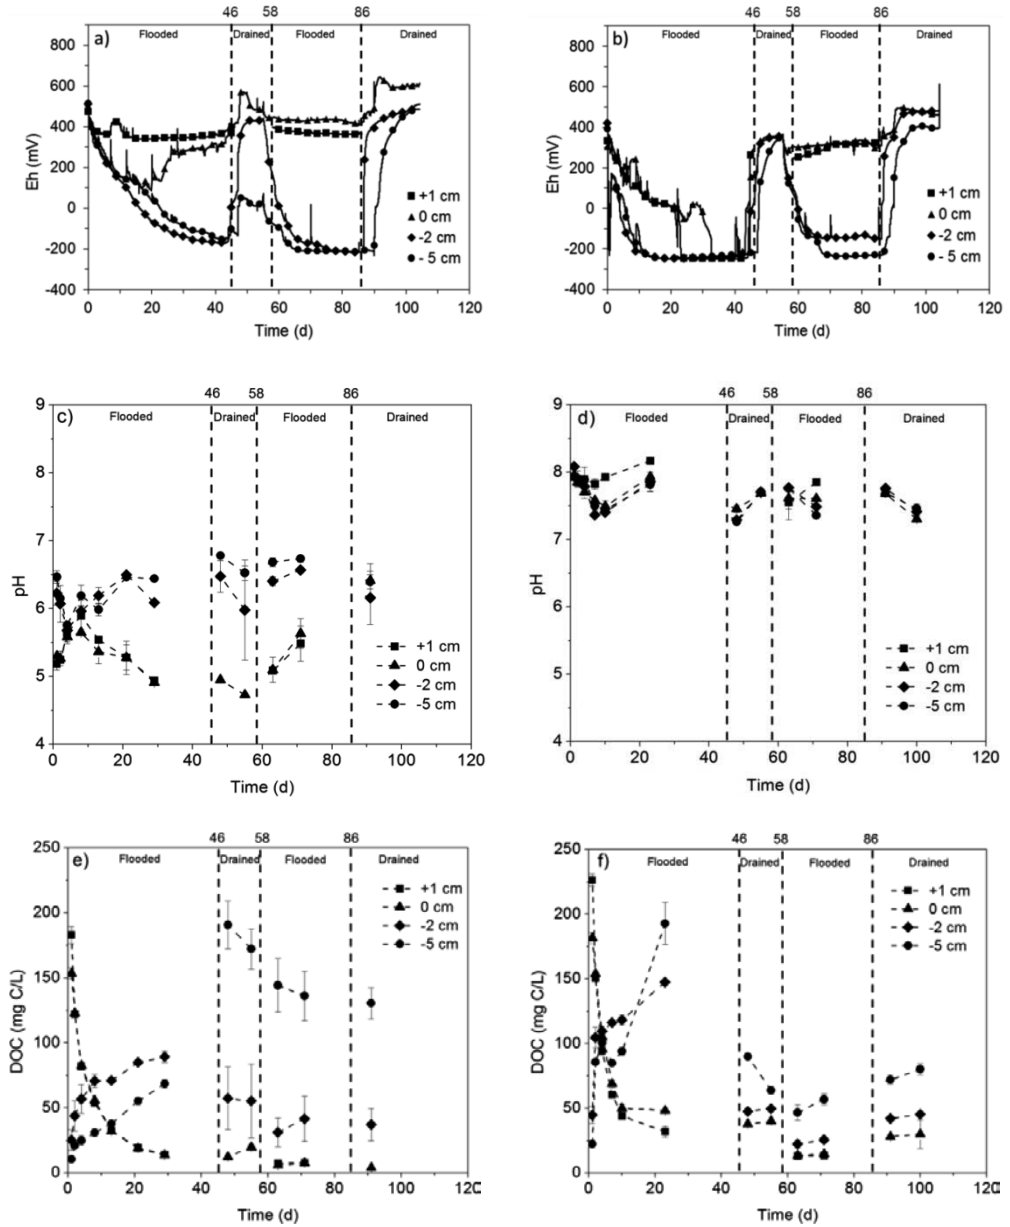 46 58 86
a) Flooded Drained Flooded Drained
800
600
400
200
0
-200
-400
Eh (mV)
+1 cm
0 cm
-2 cm
- 5 cm
0 20 40 60 80 100 120
Time (d)
46 58 86
b) Flooded Drained Flooded Drained
800
600
400
200
0
-200
-400
Eh (mV)
+1 cm
0 cm
-2 cm
- 5 cm
0 20 40 60 80 100 120
Time (d)
46 58 86
c) Flooded Drained Flooded Drained
9
8
7
6
5
4
pH
+1 cm
0 cm
-2 cm
-5 cm
0 20 40 60 80 100 120
Time (d)
46 58 86
d) Flooded Drained Flooded Drained
9
8
7
6
5
4
pH
+1 cm
0 cm
-2 cm
-5 cm
0 20 40 60 80 100 120
Time (d)
46 58 86
e) Flooded Drained Flooded Drained
250
200
150
100
50
0
DOC (mg C/L)
+1 cm
0 cm
-2 cm
-5 cm
0 20 40 60 80 100 120
Time (d)
46 58 86
f) Flooded Drained Flooded Drained
250
200
150
100
50
0
DOC (mg C/L)
+1 cm
0 cm
-2 cm
-5 cm
0 20 40 60 80 100 120
Time (d)